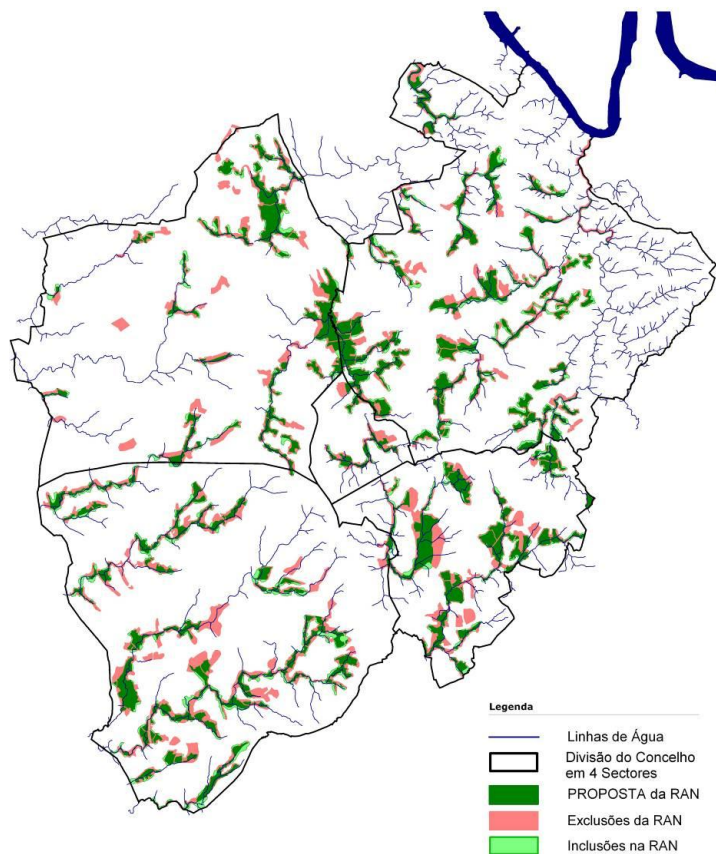 Legenda
Linhas de Água
Divisão do Concelho
em 4 Sectores
PROPOSTA da RAN
Exclusões da RAN
Inclusões na RAN